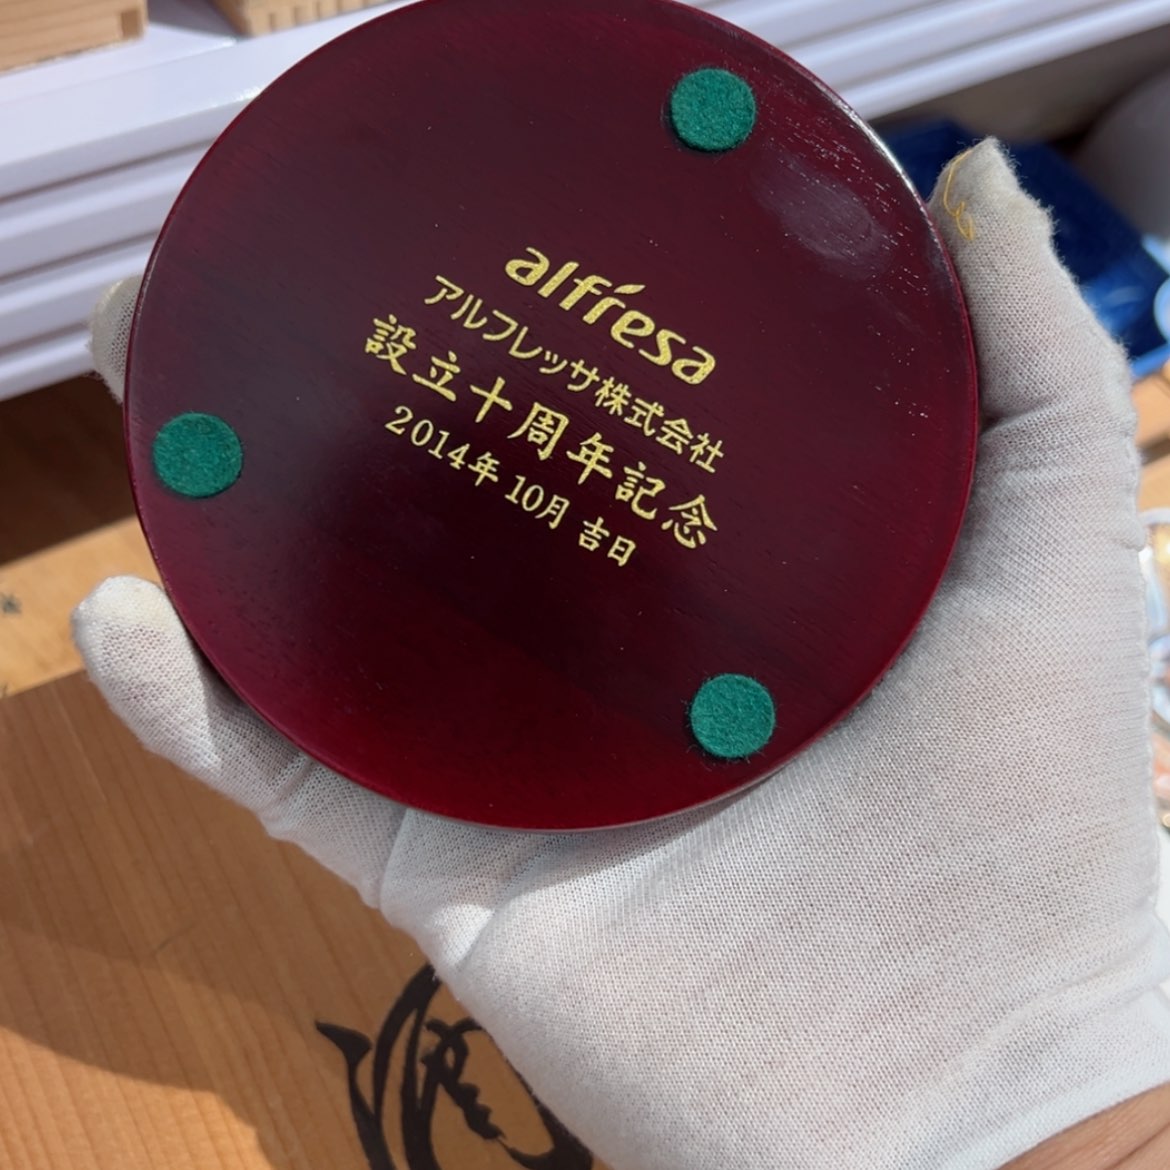 alfresa
アルフレッサ株式会社
設立十周年記念
2014年 10月 吉日